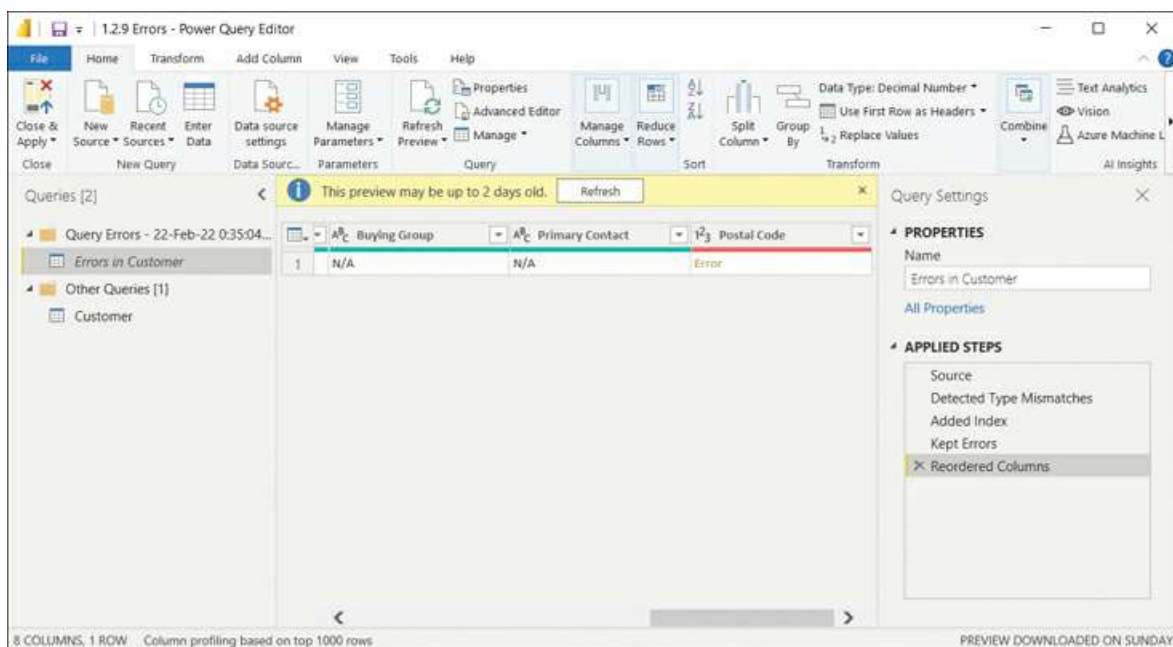 1.2.9 Errors - Power Query Editor
File Home Transform Add Column View Tools Help
Close & Apply
New Source
Recent Sources
Enter Data
Data source settings
Manage Parameters
Refresh Preview
Properties
Advanced Editor
Manage
Manage Columns
Reduce Rows
Split Column
Group By
Data Type: Decimal Number
Use First Row as Headers
Replace Values
Combine
Text Analytics
Vision
Azure Machine L
Close New Query Data Sourc... Parameters Query Sort Transform AI Insights
Queries [2]
Query Errors - 22-Feb-22 0:35:04...
Errors in Customer
Other Queries [1]
Customer
This preview may be up to 2 days old. Refresh
ABC Buying Group ABC Primary Contact 123 Postal Code
1 N/A N/A Error
Query Settings
PROPERTIES
Name
Errors in Customer
All Properties
APPLIED STEPS
Source
Detected Type Mismatches
Added Index
Kept Errors
Reordered Columns
8 COLUMNS, 1 ROW Column profiling based on top 1000 rows
PREVIEW DOWNLOADED ON SUNDAY